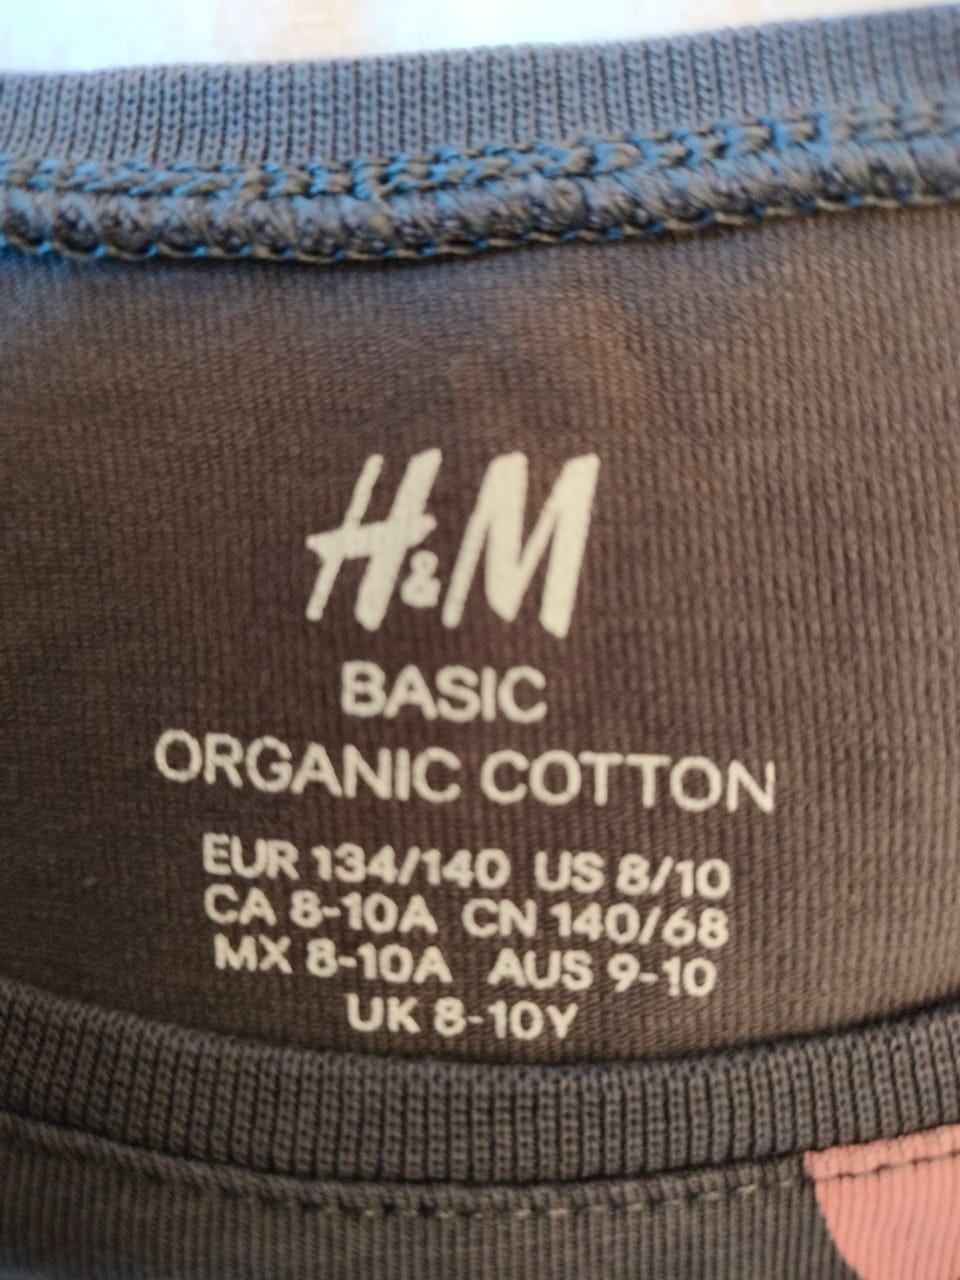 H&M
BASIC
ORGANIC COTTON
EUR 134/140 US 8/10
CA 8-10A CN 140/68
MX 8-10A AUS 9-10
UK 8-10Y